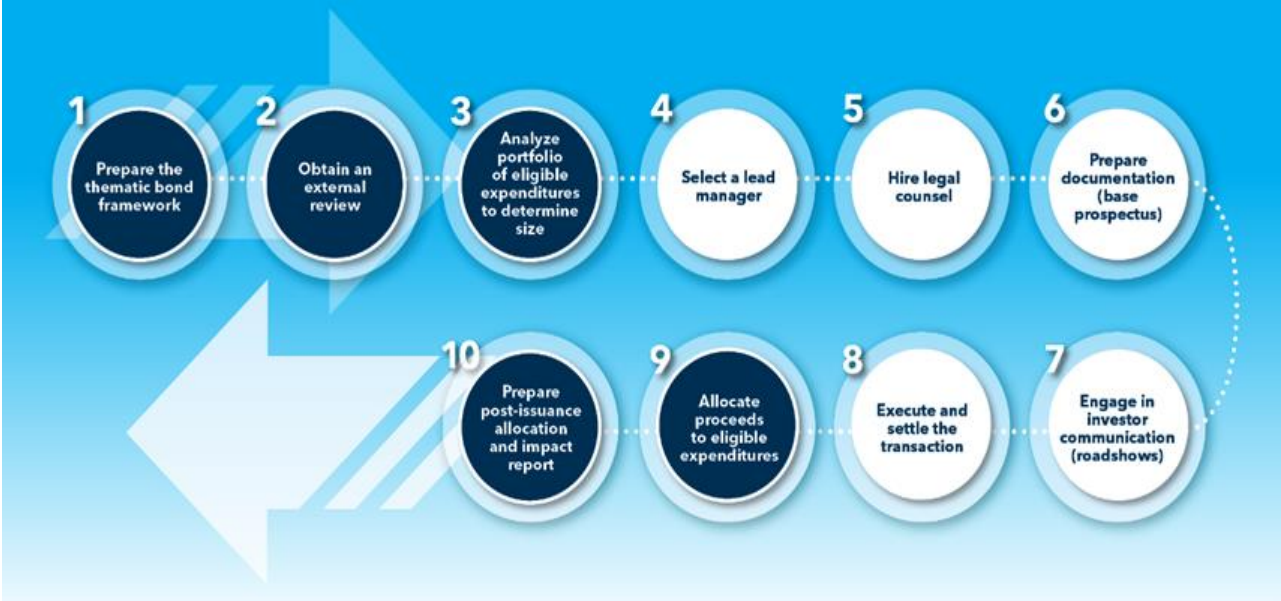 1
Prepare the
thematic bond
framework
2
Obtain an
external
review
3
Analyze
portfolio
of eligible
expenditures
to determine
size
4
Select a lead
manager
5
Hire legal
counsel
6
Prepare
documentation
(base
prospectus)
7
Engage in
investor
communication
(roadshows)
8
Execute and
settle the
transaction
9
Allocate
proceeds
to eligible
expenditures
10
Prepare
post-issuance
allocation
and impact
report